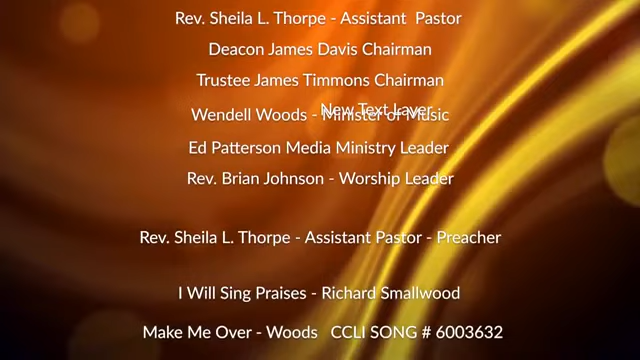 Rev. Sheila L. Thorpe - Assistant Pastor
Deacon James Davis Chairman
Trustee James Timmons Chairman
New Text Layer
Wendell Woods - Minister of Music
Ed Patterson Media Ministry Leader
Rev. Brian Johnson - Worship Leader
Rev. Sheila L. Thorpe - Assistant Pastor - Preacher
I Will Sing Praises - Richard Smallwood
Make Me Over - Woods CCLI SONG # 6003632